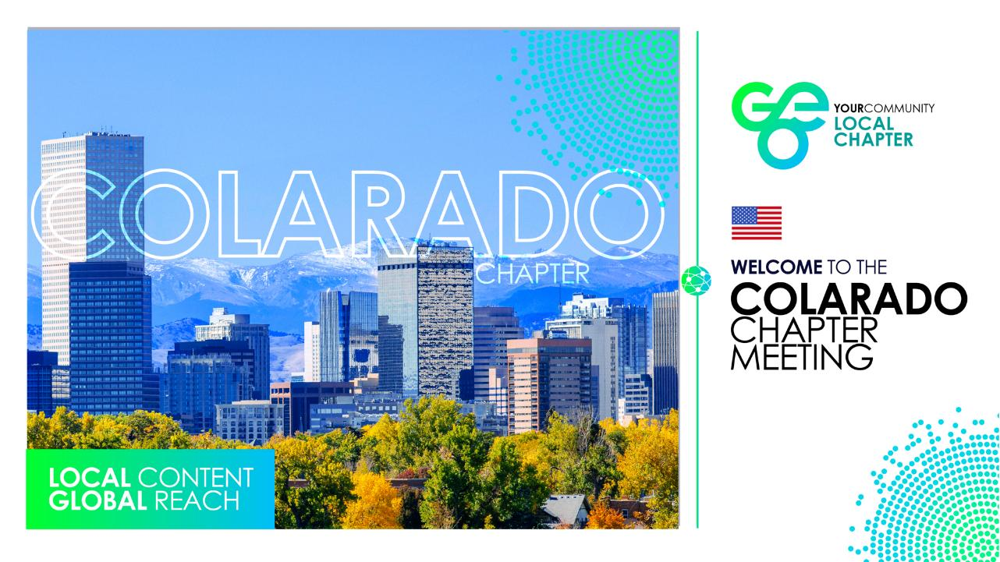 COLARADO
CHAPTER
LOCAL CONTENT
GLOBAL REACH
YOURCOMMUNITY
LOCAL
CHAPTER
WELCOME TO THE
COLARADO
CHAPTER
MEETING